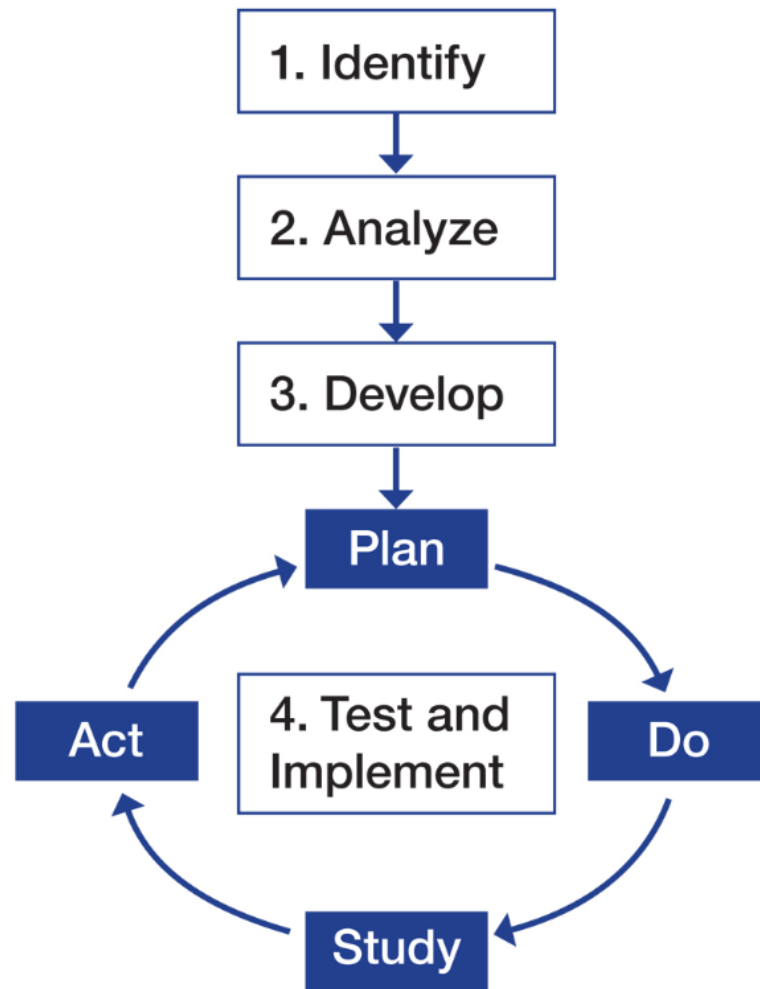 1. Identify
2. Analyze
3. Develop
Plan
Act
4. Test and
Implement
Do
Study